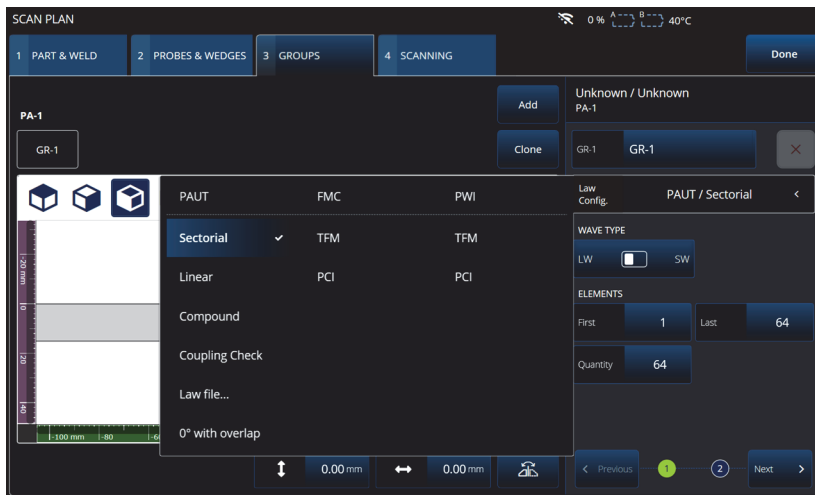 SCAN PLAN
0 % A B 40°C
1 PART & WELD 2 PROBES & WEDGES 3 GROUPS 4 SCANNING Done
PA-1
Add
Unknown / Unknown
PA-1
GR-1 Clone GR-1 GR-1
Law Config. PAUT / Sectorial
PAUT FMC PWI
Sectorial TFM TFM
Linear PCI PCI
Compound
Coupling Check
Law file...
0° with overlap
WAVE TYPE
LW SW
ELEMENTS
First 1 Last 64
Quantity 64
-20 mm
0
20
40
-100 mm -80
0.00 mm 0.00 mm
Previous 1 2 Next